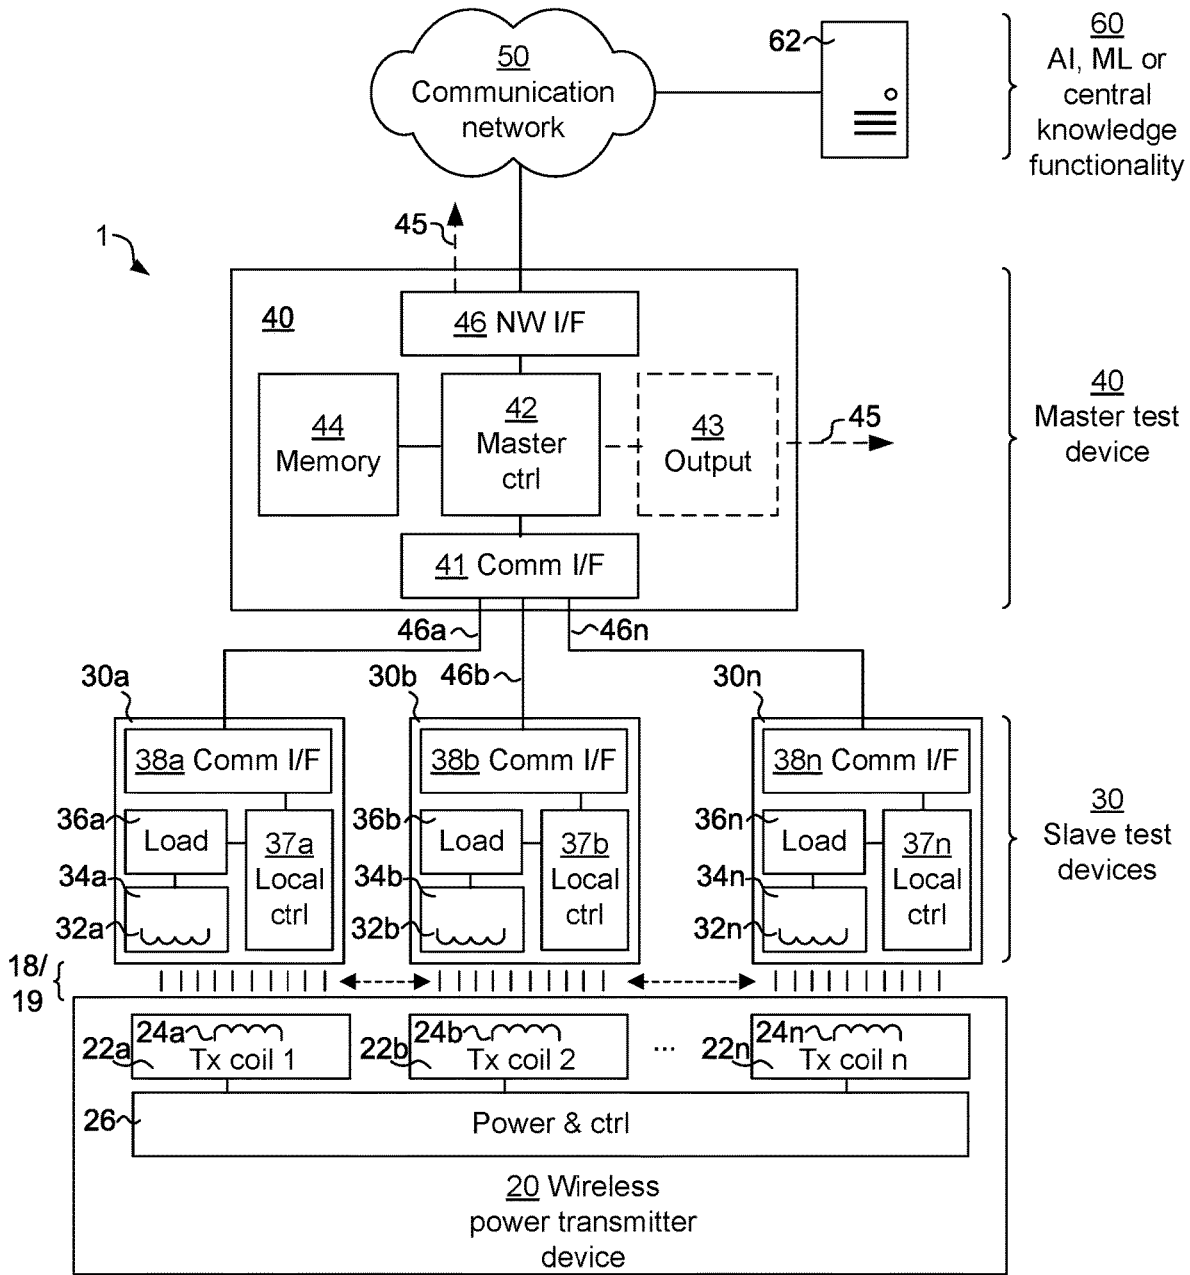 50
Communication
network
62
60
AI, ML or
central
knowledge
functionality
1
45
40
46 NW I/F
44
Memory
42
Master
ctrl
43
Output
45
40
Master test
device
41 Comm I/F
46a
46n
46b
30a
30b
30n
38a Comm I/F
38b Comm I/F
38n Comm I/F
36a
Load
37a
Local
ctrl
34a
32a
36b
Load
37b
Local
ctrl
34b
32b
36n
Load
37n
Local
ctrl
34n
32n
30
Slave test
devices
18/
19
24a
22a
Tx coil 1
24b
22b
Tx coil 2
...
24n
22n
Tx coil n
26
Power & ctrl
20 Wireless
power transmitter
device